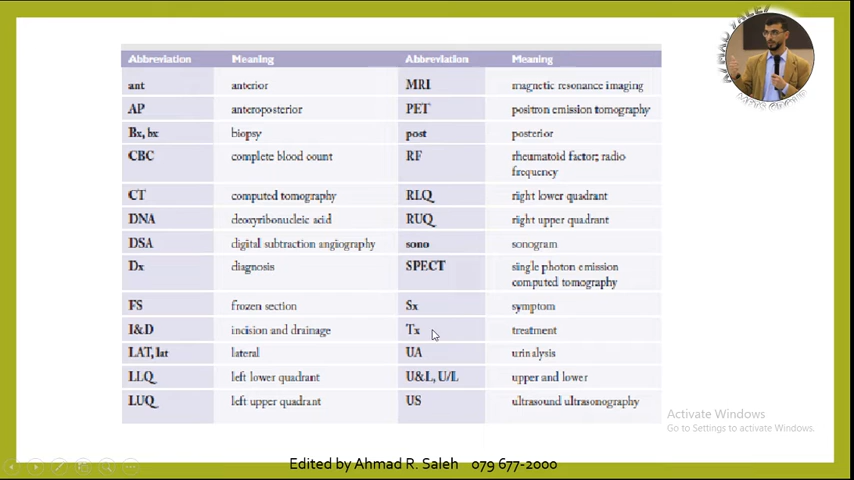 Abbreviation Meaning Abbreviation Meaning
ant anterior MRI magnetic resonance imaging
AP anteroposterior PET positron emission tomography
Bx, bx biopsy post posterior
CBC complete blood count RF rheumatoid factor; radio
frequency
CT computed tomography RLQ right lower quadrant
DNA deoxyribonucleic acid RUQ right upper quadrant
DSA digital subtraction angiography sono sonogram
Dx diagnosis SPECT single photon emission
computed tomography
FS frozen section Sx symptom
I&D incision and drainage Tx treatment
LAT, lat lateral UA urinalysis
LLQ left lower quadrant U&L, U/L upper and lower
LUQ left upper quadrant US ultrasound ultrasonography
Activate Windows
Go to Settings to activate Windows.
Edited by Ahmad R. Saleh 079 677-2000